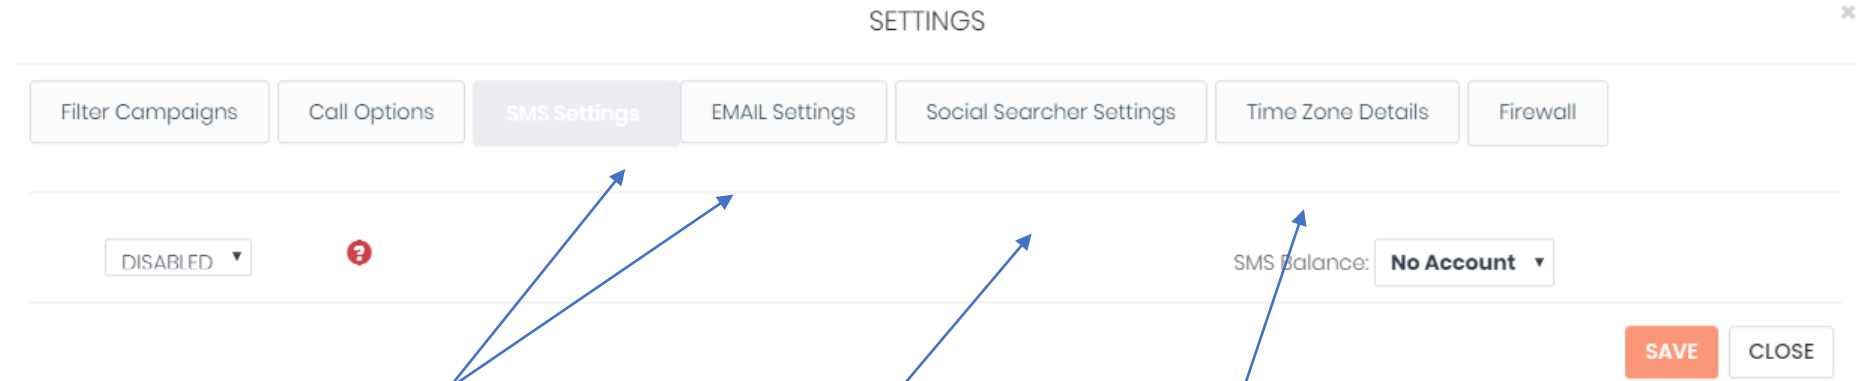 SETTINGS
Filter Campaigns Call Options SMS Settings EMAIL Settings Social Searcher Settings Time Zone Details Firewall
DISABLED ? SMS Balance: No Account
SAVE CLOSE